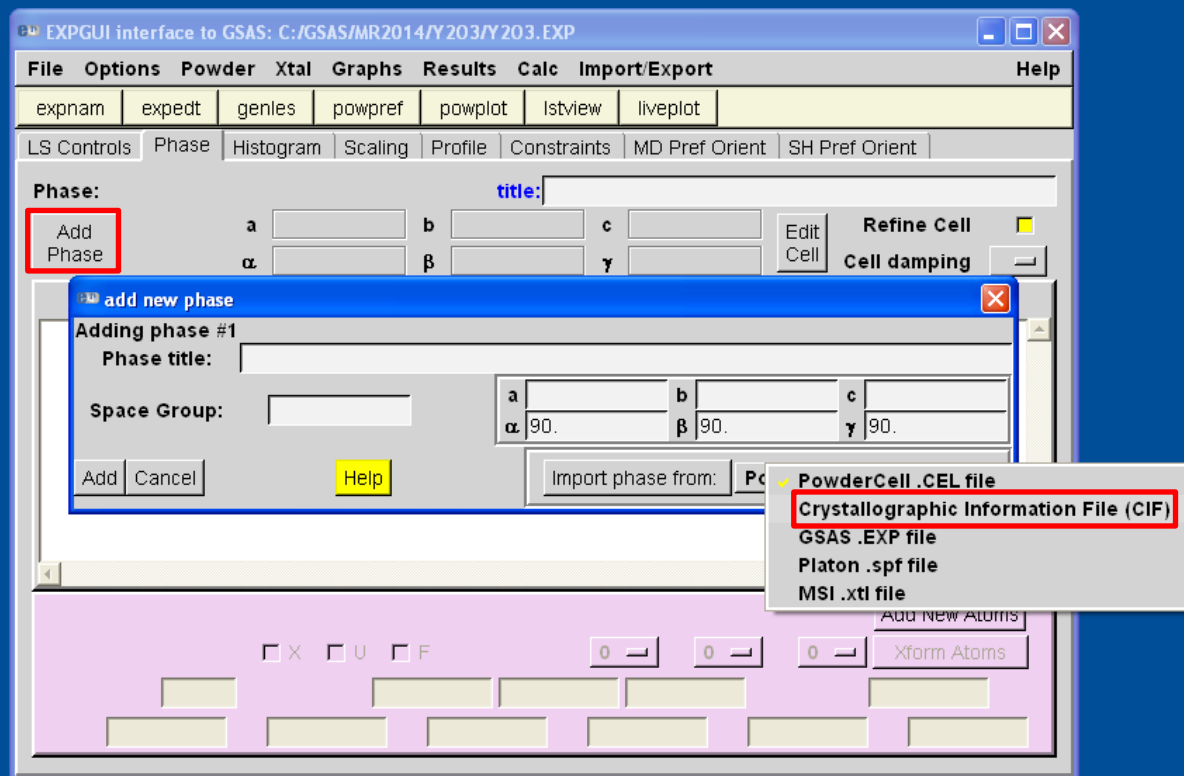 EXPGUI interface to GSAS: C:/GSAS/MR2014/Y2O3/Y2O3.EXP
File Options Powder Xtal Graphs Results Calc Import/Export Help
expnam expedt genles powpref powplot lstview liveplot
LS Controls Phase Histogram Scaling Profile Constraints MD Pref Orient SH Pref Orient
Phase: title:
Add Phase
a b c
Edit Cell
Refine Cell
α β γ
Cell damping
add new phase
Adding phase #1
Phase title:
Space Group:
a b c
α 90. β 90. γ 90.
Add Cancel Help Import phase from:
PowderCell .CEL file
Crystallographic Information File (CIF)
GSAS .EXP file
Platon .spf file
MSI .xtl file
Add New Atoms
X U F 0 0 0 Xform Atoms